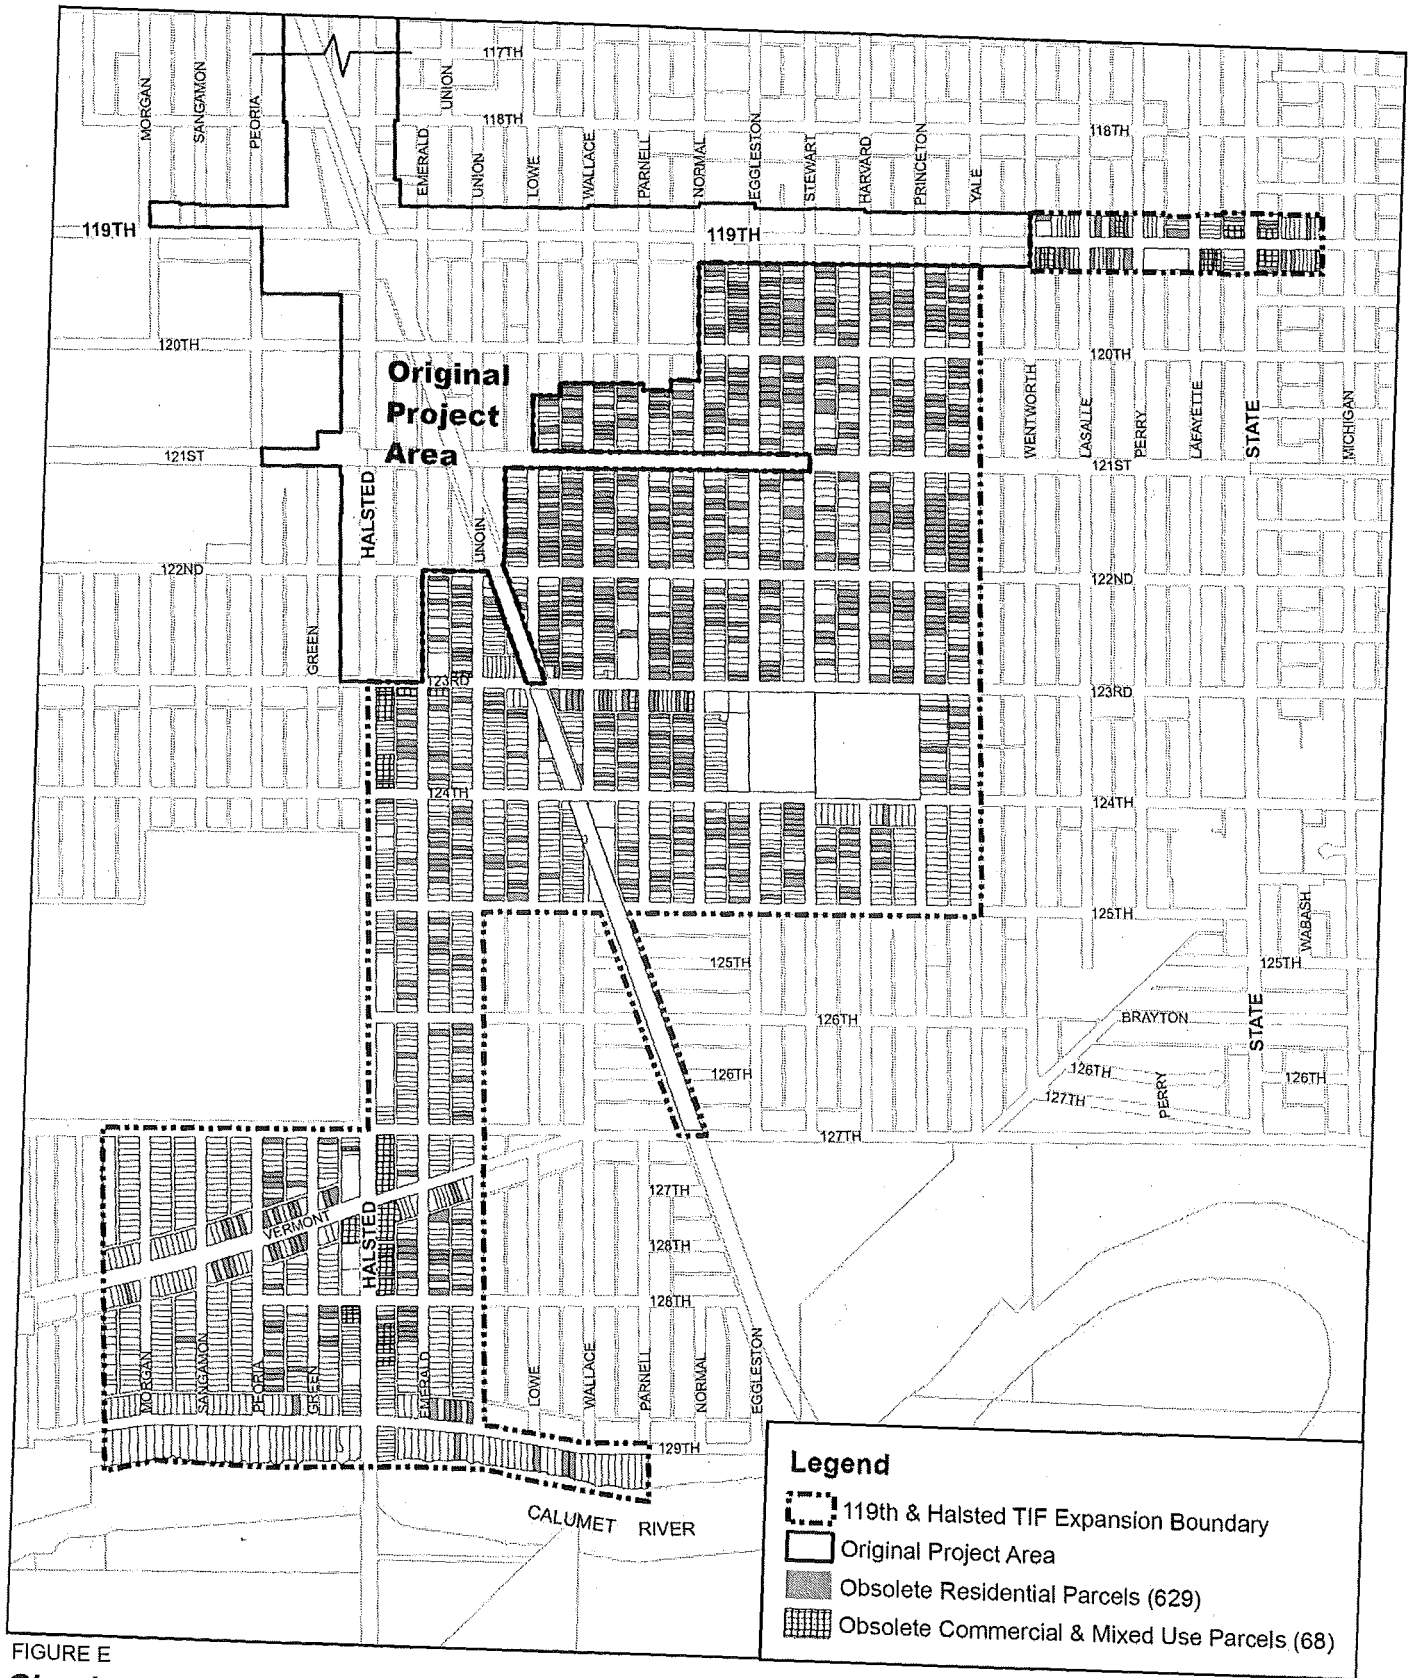 117TH
MORGAN
SANGAMON
PEORIA
UNION
118TH
118TH
EMERALD
UNION
LOWE
WALLACE
PARNELL
NORMAL
EGGLESTON
STEWART
HARVARD
PRINCETON
YALE
119TH
119TH
120TH
120TH
Original
Project
Area
WENTWORTH
LASALLE
PERRY
LAFAYETTE
STATE
MICHIGAN
121ST
121ST
HALSTED
UNOIN
122ND
122ND
GREEN
123RD
123RD
124TH
124TH
125TH
WABASH
125TH
125TH
STATE
126TH
BRAYTON
126TH
126TH
126TH
127TH
PERRY
127TH
127TH
VERMONT
HALSTED
128TH
128TH
MORGAN
SANGAMON
PEORIA
GREEN
EMERALD
LOWE
WALLACE
PARNELL
NORMAL
EGGLESTON
129TH
CALUMET RIVER
Legend
119th & Halsted TIF Expansion Boundary
Original Project Area
Obsolete Residential Parcels (629)
Obsolete Commercial & Mixed Use Parcels (68)
FIGURE E